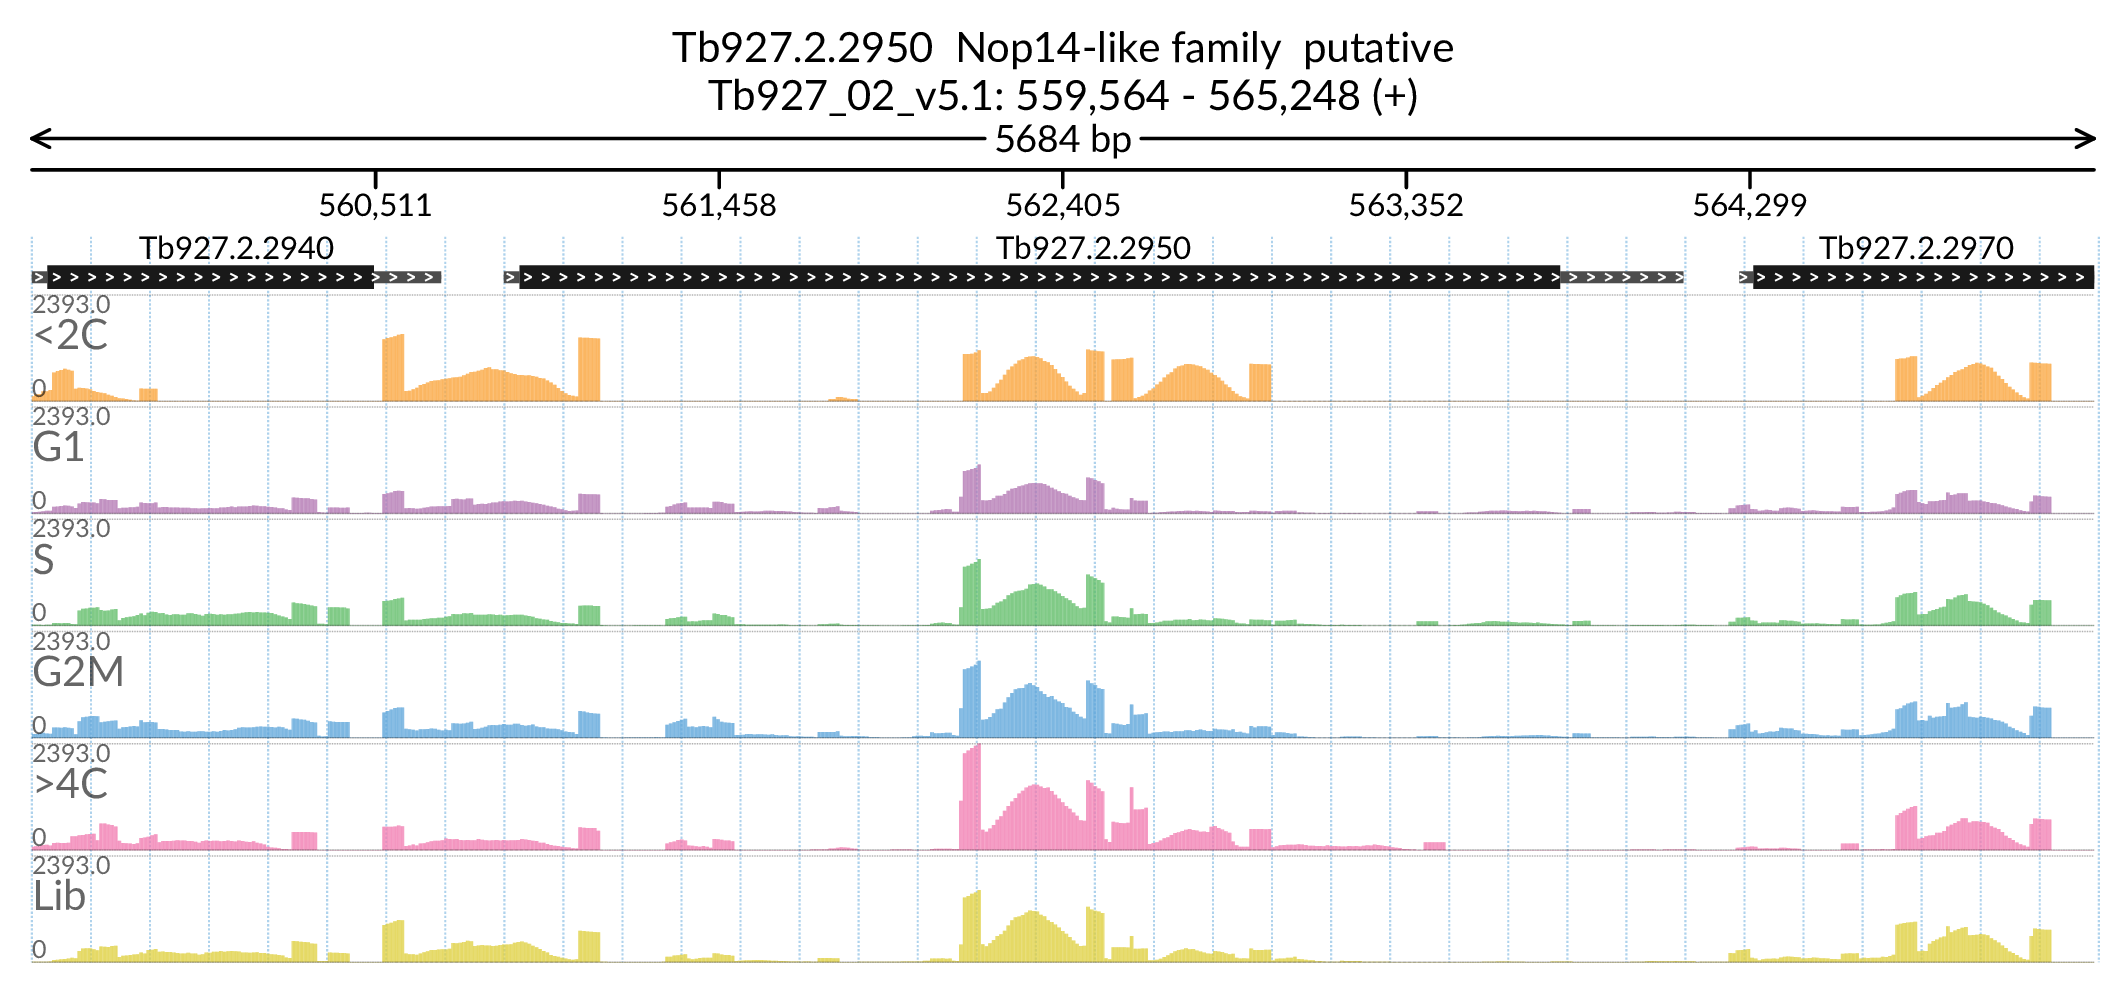 Tb927.2.2950  Nop14-like family  putative
Tb927_02_v5.1: 559,564 - 565,248 (+)
5684 bp
560,511 561,458 562,405 563,352 564,299
Tb927.2.2940 Tb927.2.2950 Tb927.2.2970
2393.0
<2C
0
2393.0
G1
0
2393.0
S
0
2393.0
G2M
0
2393.0
>4C
0
2393.0
Lib
0